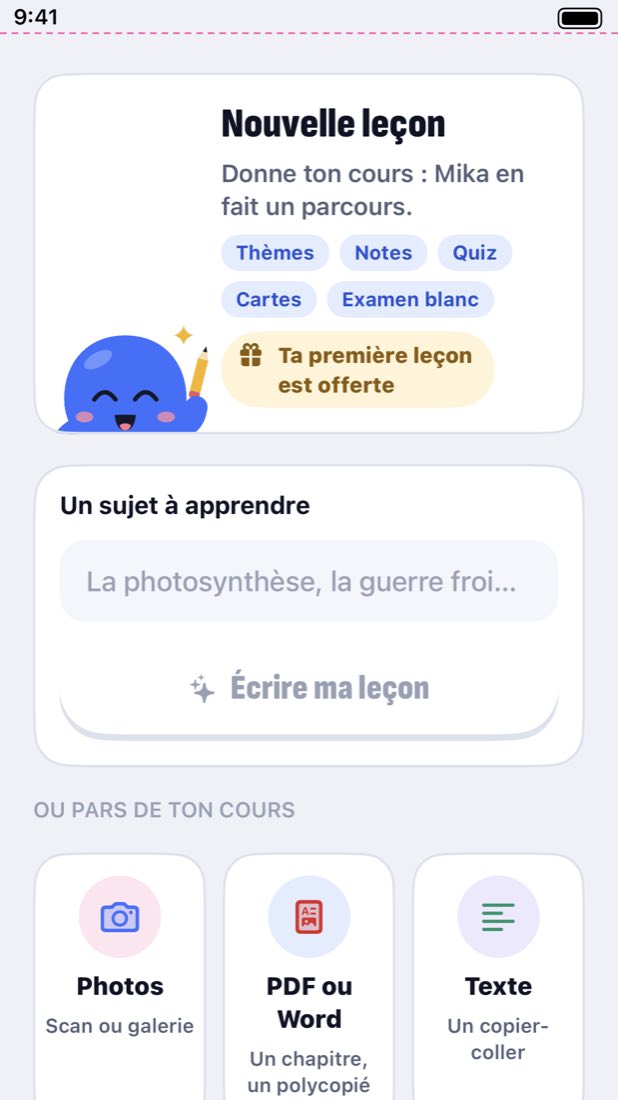 9:41
Nouvelle leçon
Donne ton cours : Mika en
fait un parcours.
Thèmes
Notes
Quiz
Cartes
Examen blanc
Ta première leçon
est offerte
Un sujet à apprendre
La photosynthèse, la guerre froi...
Écrire ma leçon
OU PARS DE TON COURS
Photos
Scan ou galerie
PDF ou
Word
Un chapitre,
un polycopié
Texte
Un copier-
coller